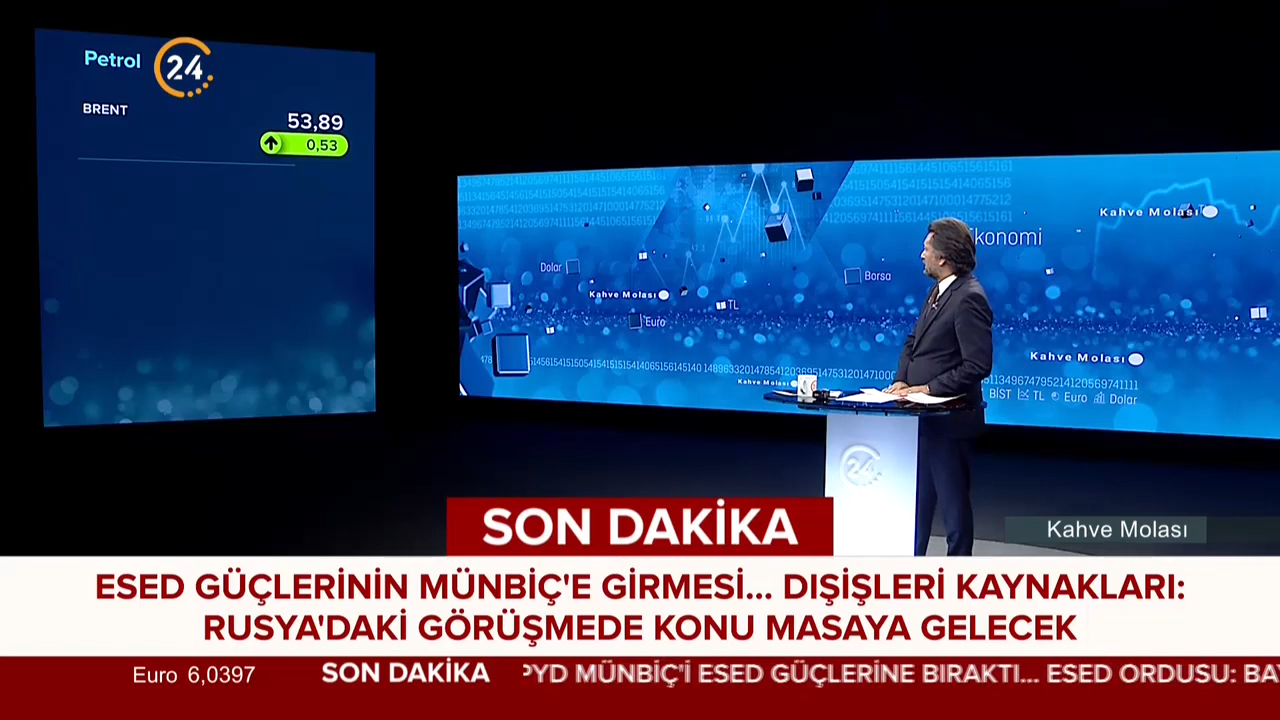 Petrol
24
BRENT
53,89
0,53
Kahve Molası
Ekonomi
Dolar
Borsa
Kahve Molası
TL
Euro
Kahve Molası
Kahve Molası
BİST TL Euro Dolar
24
SON DAKİKA
Kahve Molası
ESED GÜÇLERİNİN MÜNBİÇ'E GİRMESİ... DIŞİŞLERİ KAYNAKLARI:
RUSYA'DAKİ GÖRÜŞMEDE KONU MASAYA GELECEK
Euro 6,0397
SON DAKİKA
PYD MÜNBİÇ'İ ESED GÜÇLERİNE BIRAKTI... ESED ORDUSU: